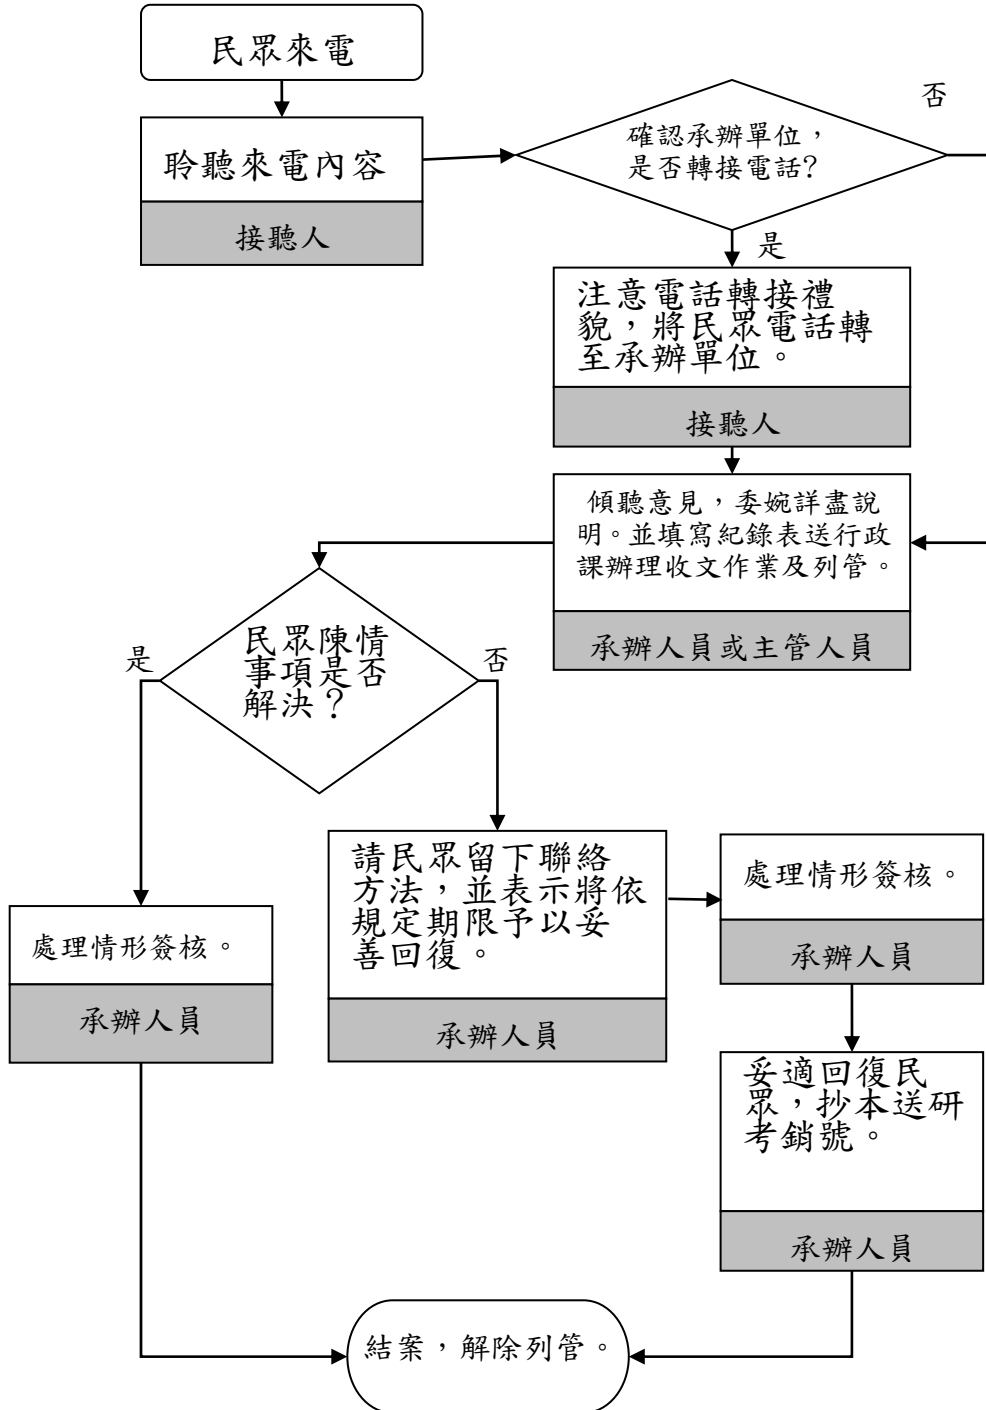 民眾來電
聆聽來電內容
接聽人
確認承辦單位，
是否轉接電話?
否
是
注意電話轉接禮
貌，將民眾電話轉
至承辦單位。
接聽人
傾聽意見，委婉詳盡說
明。並填寫紀錄表送行政
課辦理收文作業及列管。
承辦人員或主管人員
民眾陳情
事項是否
解決？
是
否
處理情形簽核。
承辦人員
請民眾留下聯絡
方法，並表示將依
規定期限予以妥
善回復。
承辦人員
處理情形簽核。
承辦人員
妥適回復民
眾，抄本送研
考銷號。
承辦人員
結案，解除列管。